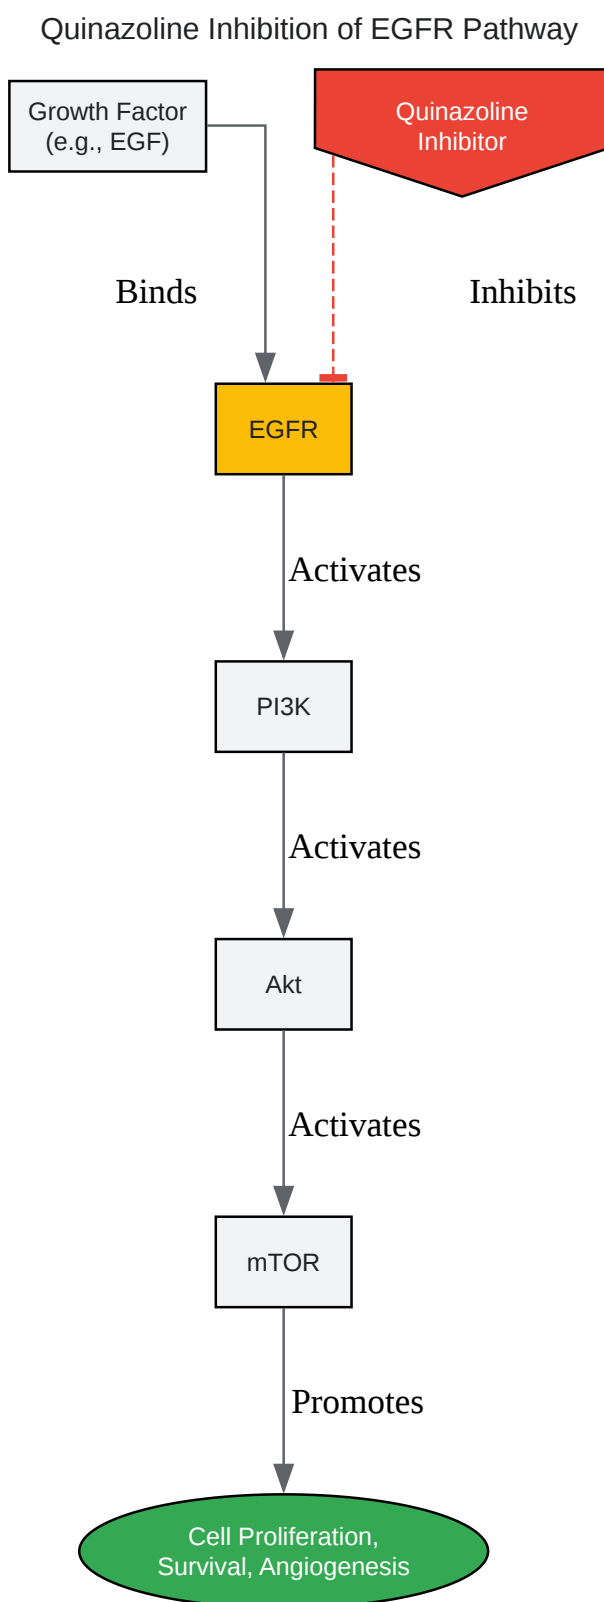 Quinazoline Inhibition of EGFR Pathway
Growth Factor
(e.g., EGF)
Quinazoline
Inhibitor
Binds
Inhibits
EGFR
Activates
PI3K
Activates
Akt
Activates
mTOR
Promotes
Cell Proliferation,
Survival, Angiogenesis